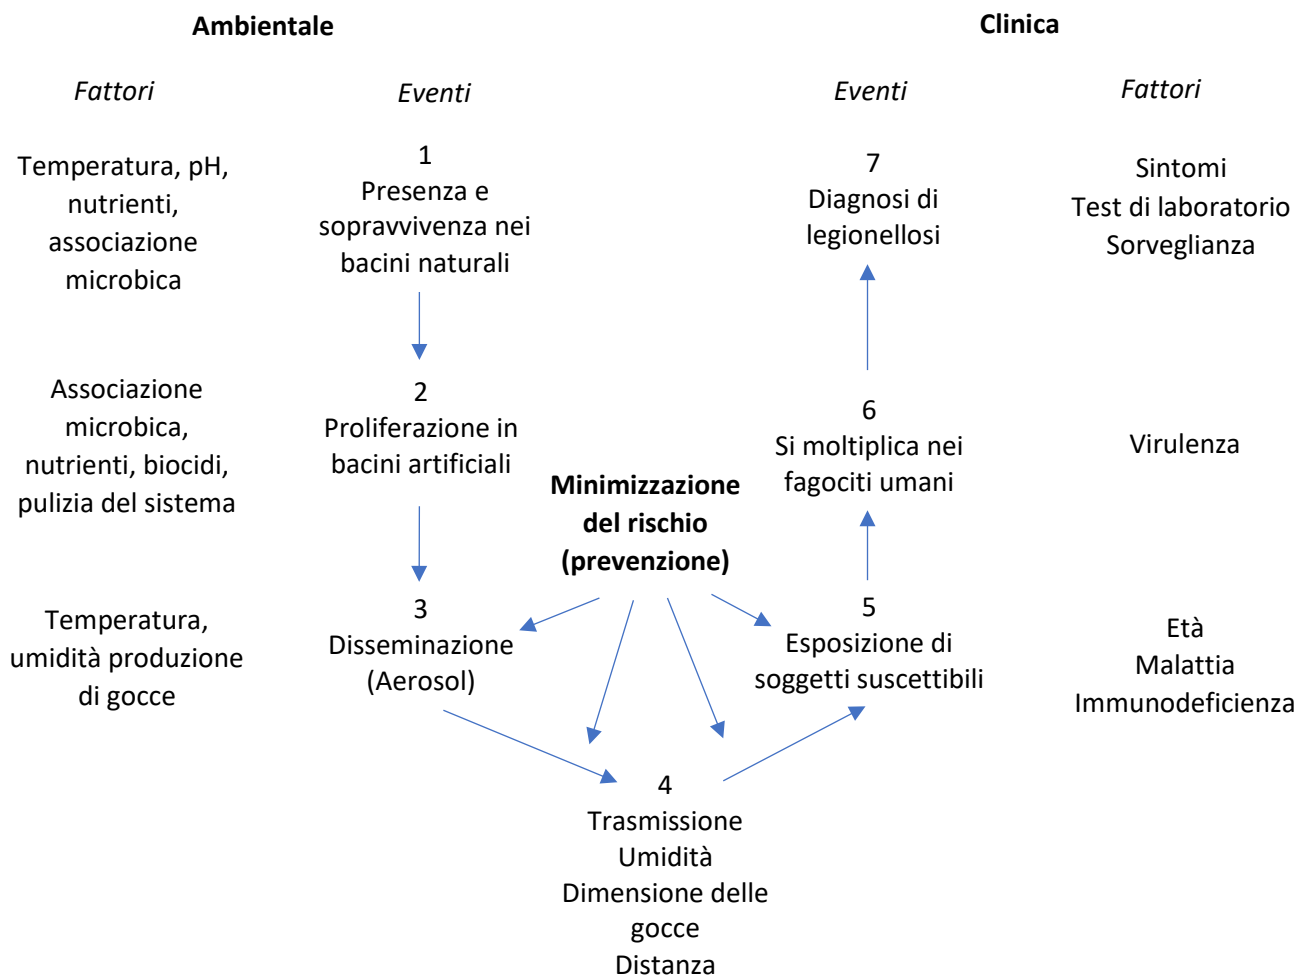 Ambientale
Clinica
Fattori
Eventi
Eventi
Fattori
Temperatura, pH,
nutrienti,
associazione
microbica
1
Presenza e
sopravvivenza nei
bacini naturali
7
Diagnosi di
legionellosi
Sintomi
Test di laboratorio
Sorveglianza
Associazione
microbica,
nutrienti, biocidi,
pulizia del sistema
2
Proliferazione in
bacini artificiali
6
Si moltiplica nei
fagociti umani
Virulenza
Minimizzazione
del rischio
(prevenzione)
Temperatura,
umidità produzione
di gocce
3
Disseminazione
(Aerosol)
5
Esposizione di
soggetti suscettibili
Età
Malattia
Immunodeficienza
4
Trasmissione
Umidità
Dimensione delle
gocce
Distanza